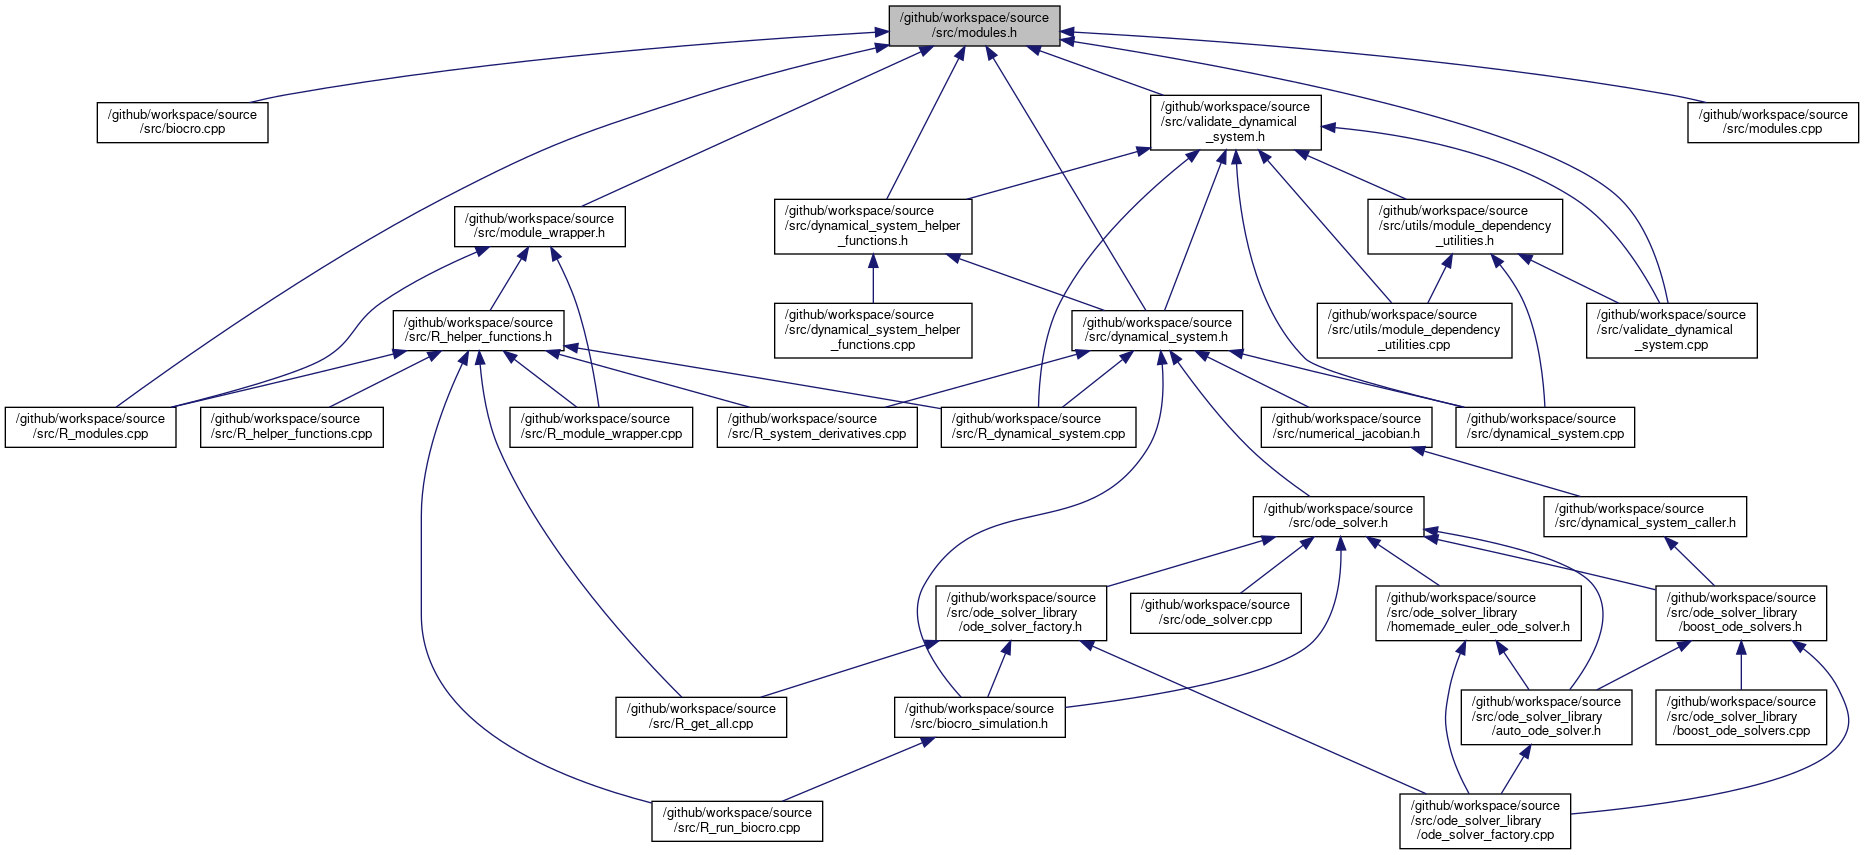 /github/workspace/source
/src/modules.h
/github/workspace/source
/src/biocro.cpp
/github/workspace/source
/src/validate_dynamical
_system.h
/github/workspace/source
/src/modules.cpp
/github/workspace/source
/src/module_wrapper.h
/github/workspace/source
/src/dynamical_system_helper
_functions.h
/github/workspace/source
/src/utils/module_dependency
_utilities.h
/github/workspace/source
/src/R_helper_functions.h
/github/workspace/source
/src/dynamical_system_helper
_functions.cpp
/github/workspace/source
/src/dynamical_system.h
/github/workspace/source
/src/utils/module_dependency
_utilities.cpp
/github/workspace/source
/src/validate_dynamical
_system.cpp
/github/workspace/source
/src/R_modules.cpp
/github/workspace/source
/src/R_helper_functions.cpp
/github/workspace/source
/src/R_module_wrapper.cpp
/github/workspace/source
/src/R_system_derivatives.cpp
/github/workspace/source
/src/R_dynamical_system.cpp
/github/workspace/source
/src/numerical_jacobian.h
/github/workspace/source
/src/dynamical_system.cpp
/github/workspace/source
/src/ode_solver.h
/github/workspace/source
/src/dynamical_system_caller.h
/github/workspace/source
/src/ode_solver_library
/ode_solver_factory.h
/github/workspace/source
/src/ode_solver.cpp
/github/workspace/source
/src/ode_solver_library
/homemade_euler_ode_solver.h
/github/workspace/source
/src/ode_solver_library
/boost_ode_solvers.h
/github/workspace/source
/src/R_get_all.cpp
/github/workspace/source
/src/biocro_simulation.h
/github/workspace/source
/src/ode_solver_library
/auto_ode_solver.h
/github/workspace/source
/src/ode_solver_library
/boost_ode_solvers.cpp
/github/workspace/source
/src/R_run_biocro.cpp
/github/workspace/source
/src/ode_solver_library
/ode_solver_factory.cpp